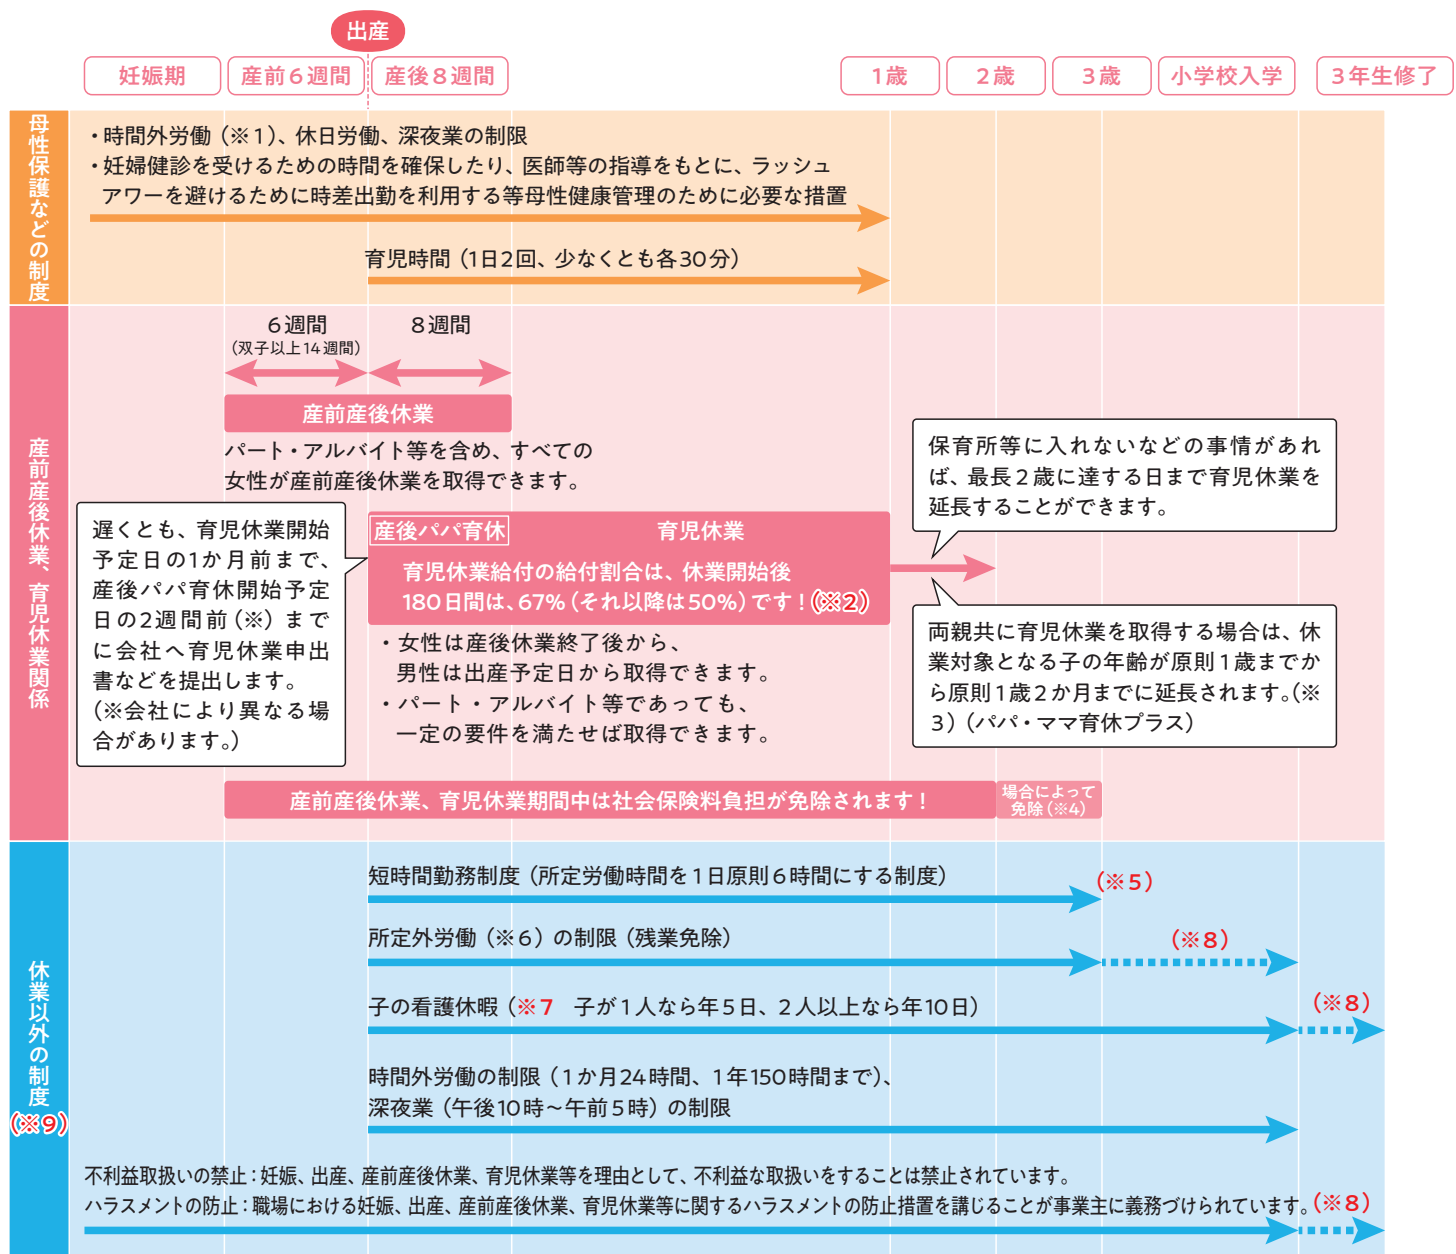 出産
妊娠期
産前6週間
産後8週間
1歳
2歳
3歳
小学校入学
3年生修了
母性保護などの制度
・時間外労働（※1）、休日労働、深夜業の制限
・妊婦健診を受けるための時間を確保したり、医師等の指導をもとに、ラッシュ
アワーを避けるために時差出勤を利用する等母性健康管理のために必要な措置
育児時間（1日2回、少なくとも各30分）
産前産後休業、育児休業関係
6週間
（双子以上14週間）
8週間
産前産後休業
パート・アルバイト等を含め、すべての
女性が産前産後休業を取得できます。
遅くとも、育児休業開始
予定日の1か月前まで、
産後パパ育休開始予定
日の2週間前（※）まで
に会社へ育児休業申出
書などを提出します。
（※会社により異なる場
合があります。）
産後パパ育休
育児休業
育児休業給付の給付割合は、休業開始後
180日間は、67%（それ以降は50%）です！（※2）
・女性は産後休業終了後から、
男性は出産予定日から取得できます。
・パート・アルバイト等であっても、
一定の要件を満たせば取得できます。
保育所等に入れないなどの事情があれ
ば、最長2歳に達する日まで育児休業を
延長することができます。
両親共に育児休業を取得する場合は、休
業対象となる子の年齢が原則1歳までか
ら原則1歳2か月までに延長されます。（※
3）（パパ・ママ育休プラス）
産前産後休業、育児休業期間中は社会保険料負担が免除されます！
場合によって
免除（※4）
休業以外の制度
（※9）
短時間勤務制度（所定労働時間を1日原則6時間にする制度）
（※5）
所定外労働（※6）の制限（残業免除）
（※8）
子の看護休暇（※7　子が1人なら年5日、2人以上なら年10日）
（※8）
時間外労働の制限（1か月24時間、1年150時間まで）、
深夜業（午後10時～午前5時）の制限
不利益取扱いの禁止：妊娠、出産、産前産後休業、育児休業等を理由として、不利益な取扱いをすることは禁止されています。
ハラスメントの防止：職場における妊娠、出産、産前産後休業、育児休業等に関するハラスメントの防止措置を講じることが事業主に義務づけられています。（※8）